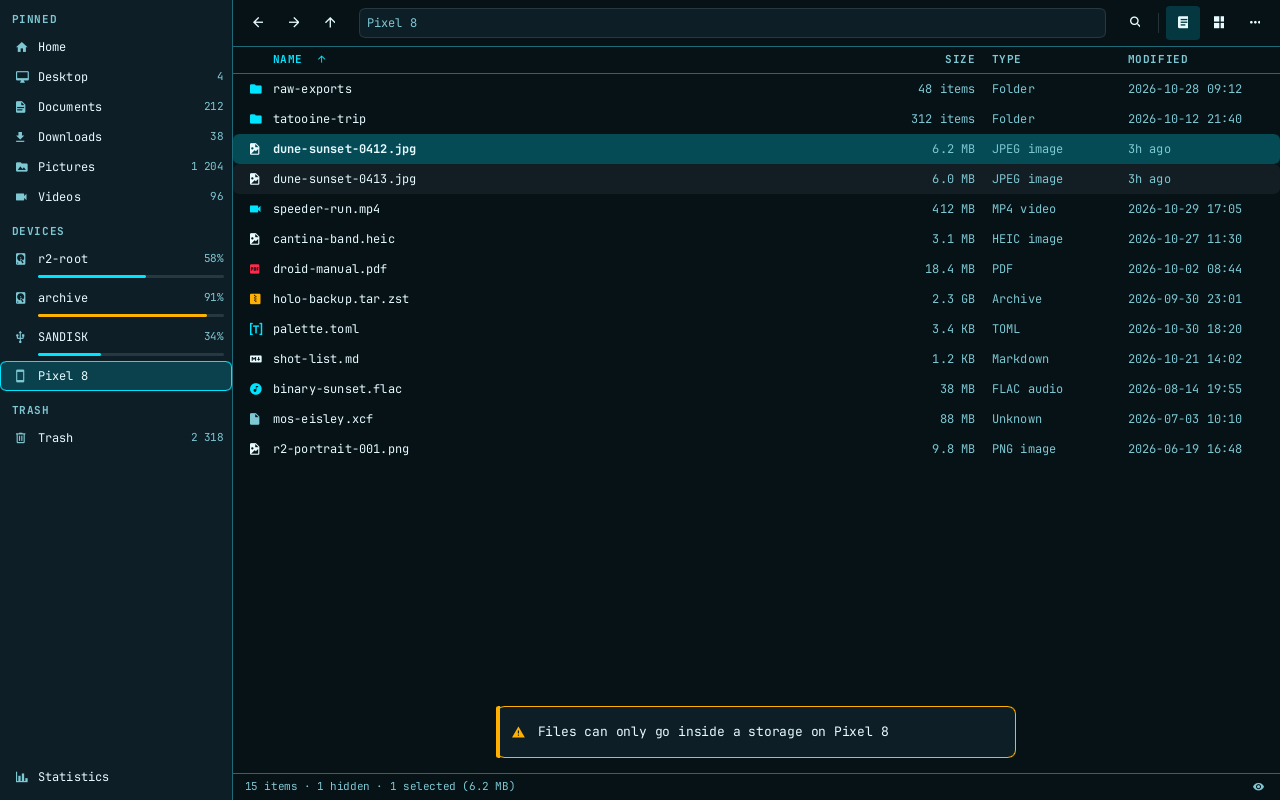 PINNED
Home
Desktop 4
Documents 212
Downloads 38
Pictures 1 204
Videos 96
DEVICES
r2-root 58%
archive 91%
SANDISK 34%
Pixel 8
TRASH
Trash 2 318
Statistics
Pixel 8
NAME SIZE TYPE MODIFIED
raw-exports 48 items Folder 2026-10-28 09:12
tatooine-trip 312 items Folder 2026-10-12 21:40
dune-sunset-0412.jpg 6.2 MB JPEG image 3h ago
dune-sunset-0413.jpg 6.0 MB JPEG image 3h ago
speeder-run.mp4 412 MB MP4 video 2026-10-29 17:05
cantina-band.heic 3.1 MB HEIC image 2026-10-27 11:30
droid-manual.pdf 18.4 MB PDF 2026-10-02 08:44
holo-backup.tar.zst 2.3 GB Archive 2026-09-30 23:01
palette.toml 3.4 KB TOML 2026-10-30 18:20
shot-list.md 1.2 KB Markdown 2026-10-21 14:02
binary-sunset.flac 38 MB FLAC audio 2026-08-14 19:55
mos-eisley.xcf 88 MB Unknown 2026-07-03 10:10
r2-portrait-001.png 9.8 MB PNG image 2026-06-19 16:48
Files can only go inside a storage on Pixel 8
15 items · 1 hidden · 1 selected (6.2 MB)